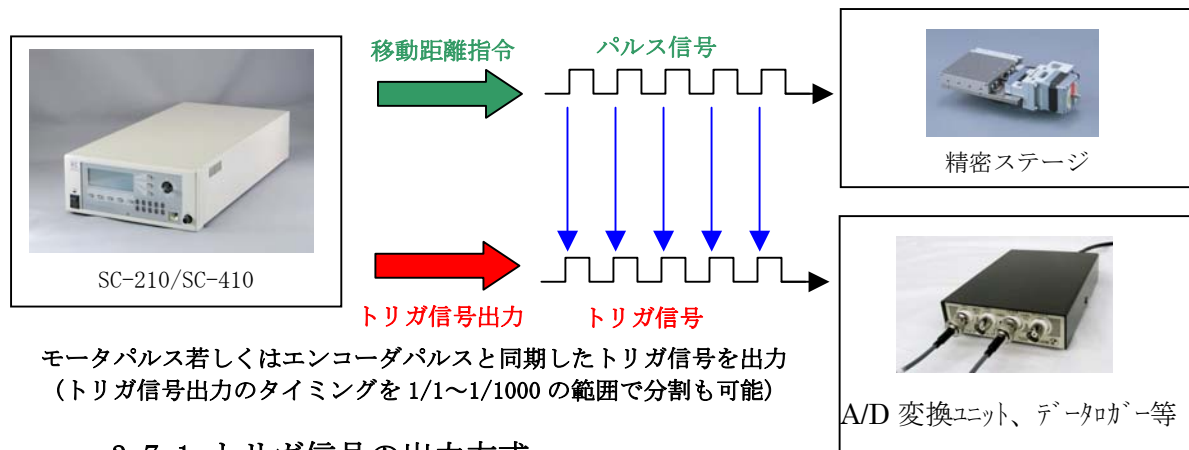 移動距離指令
パルス信号
精密ステージ
SC-210/SC-410
トリガ信号出力
トリガ信号
モータパルス若しくはエンコーダパルスと同期したトリガ信号を出力
（トリガ信号出力のタイミングを 1/1～1/1000 の範囲で分割も可能）
A/D 変換ﾕﾆｯﾄ、ﾃﾞｰﾀﾛｶﾞｰ等